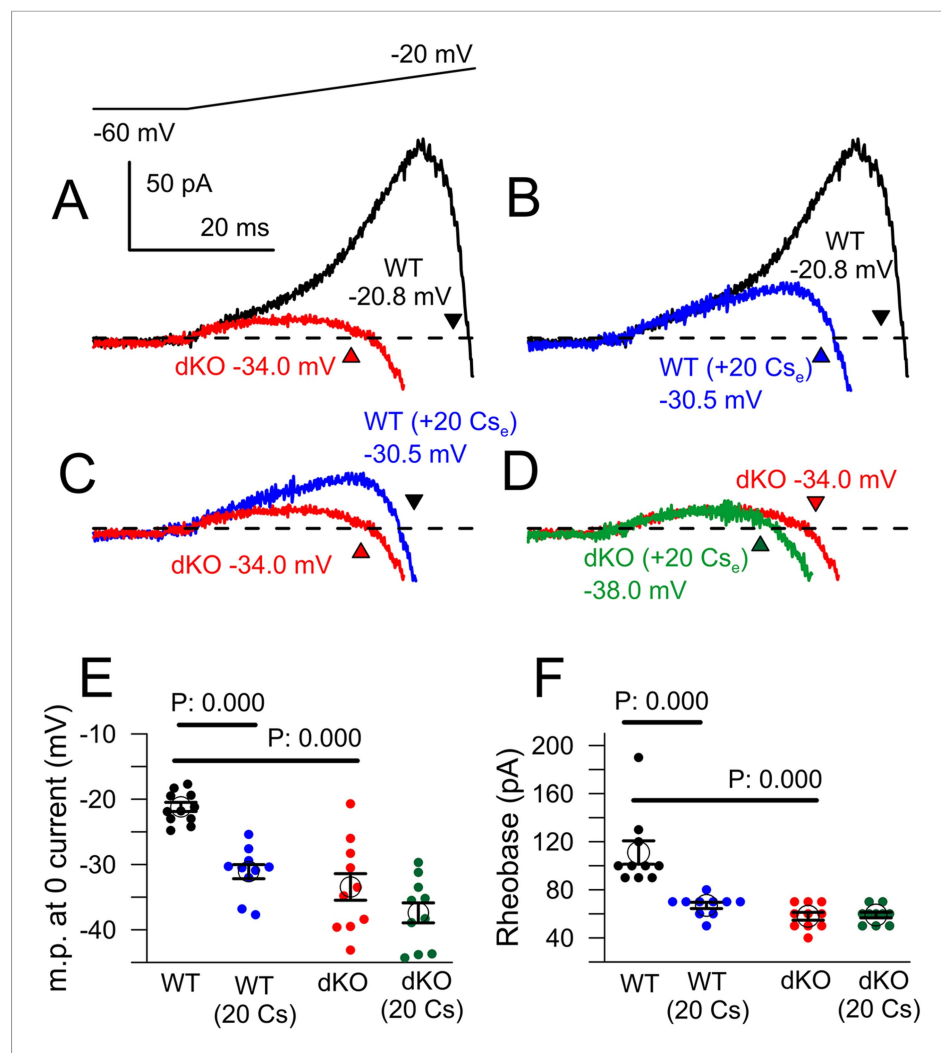 -20 mV
-60 mV
A
50 pA
20 ms
WT
-20.8 mV
dKO -34.0 mV
B
WT
-20.8 mV
WT (+20 Csₑ)
-30.5 mV
C
WT (+20 Csₑ)
-30.5 mV
dKO -34.0 mV
D
dKO -34.0 mV
dKO (+20 Csₑ)
-38.0 mV
E
P: 0.000
P: 0.000
m.p. at 0 current (mV)
-10
-20
-30
-40
WT
WT
(20 Cs)
dKO
dKO
(20 Cs)
F
P: 0.000
P: 0.000
Rheobase (pA)
200
160
120
80
40
WT
WT
(20 Cs)
dKO
dKO
(20 Cs)